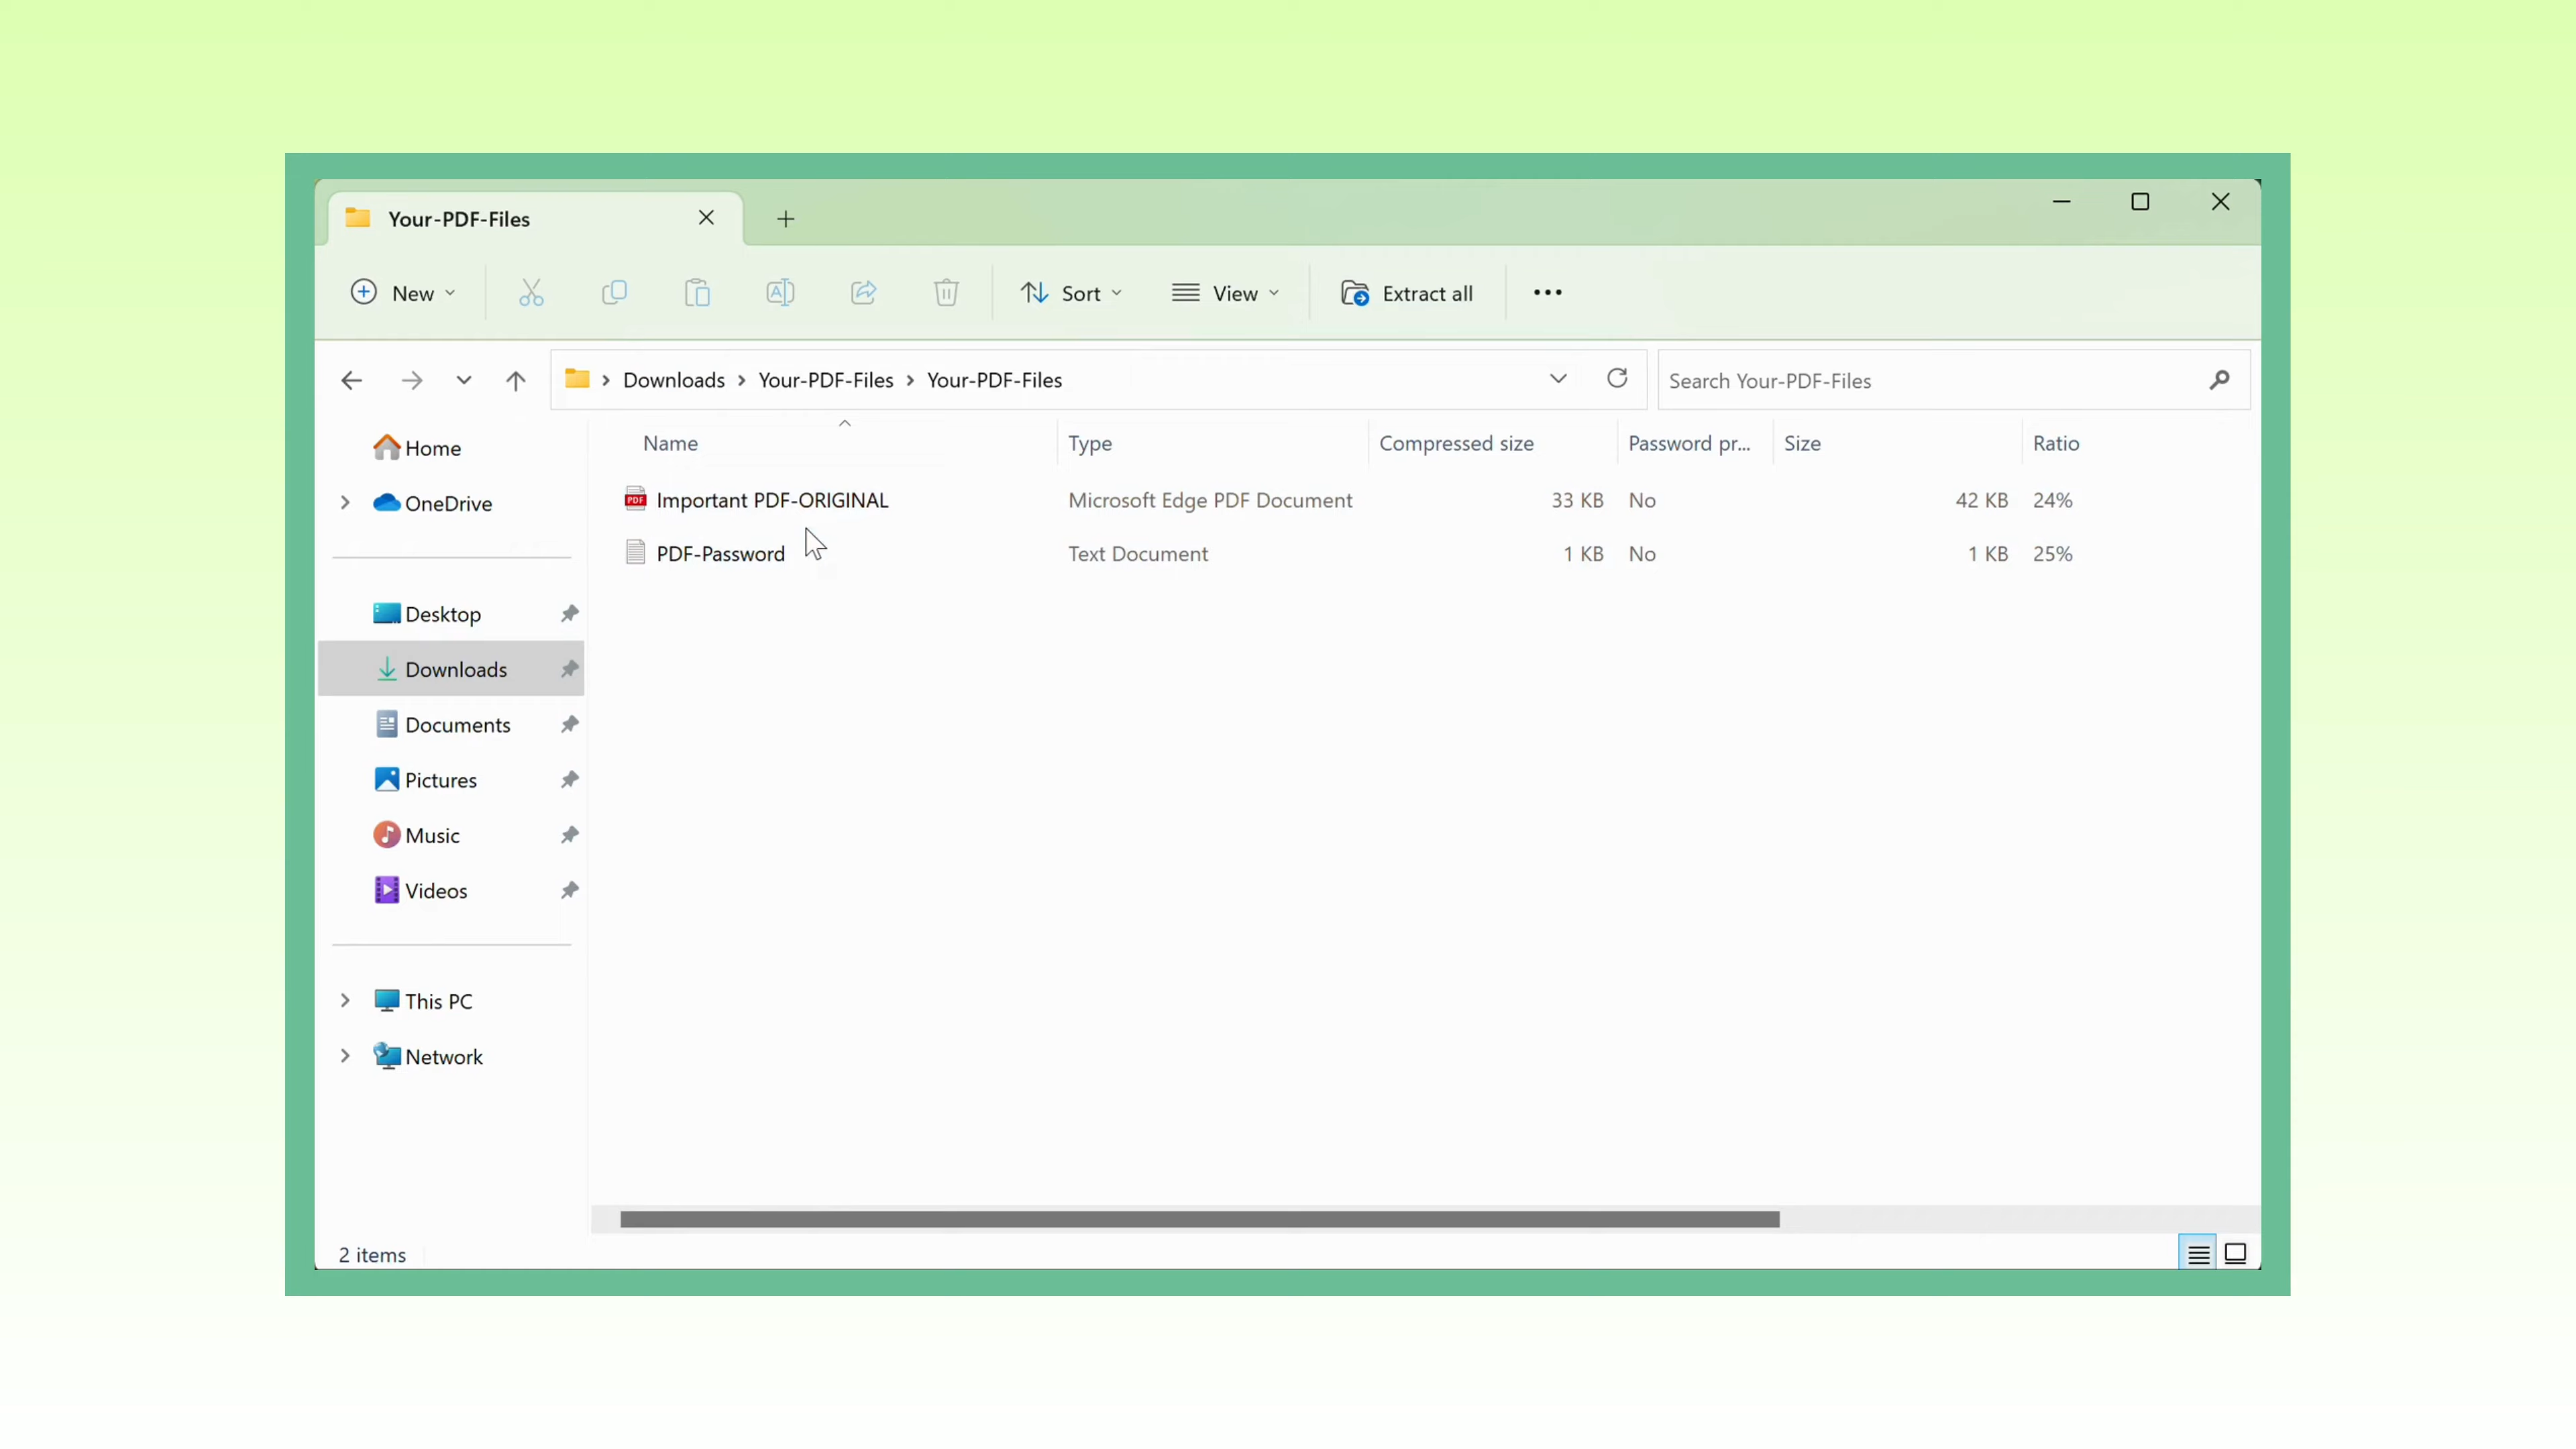 Your-PDF-Files
New
Sort
View
Extract all
Downloads
Your-PDF-Files
Your-PDF-Files
Search Your-PDF-Files
Name
Type
Compressed size
Password pr...
Size
Ratio
PDF
Important PDF-ORIGINAL
Microsoft Edge PDF Document
33 KB
No
42 KB
24%
PDF-Password
Text Document
1 KB
No
1 KB
25%
Home
OneDrive
Desktop
Downloads
Documents
Pictures
Music
Videos
This PC
Network
2 items